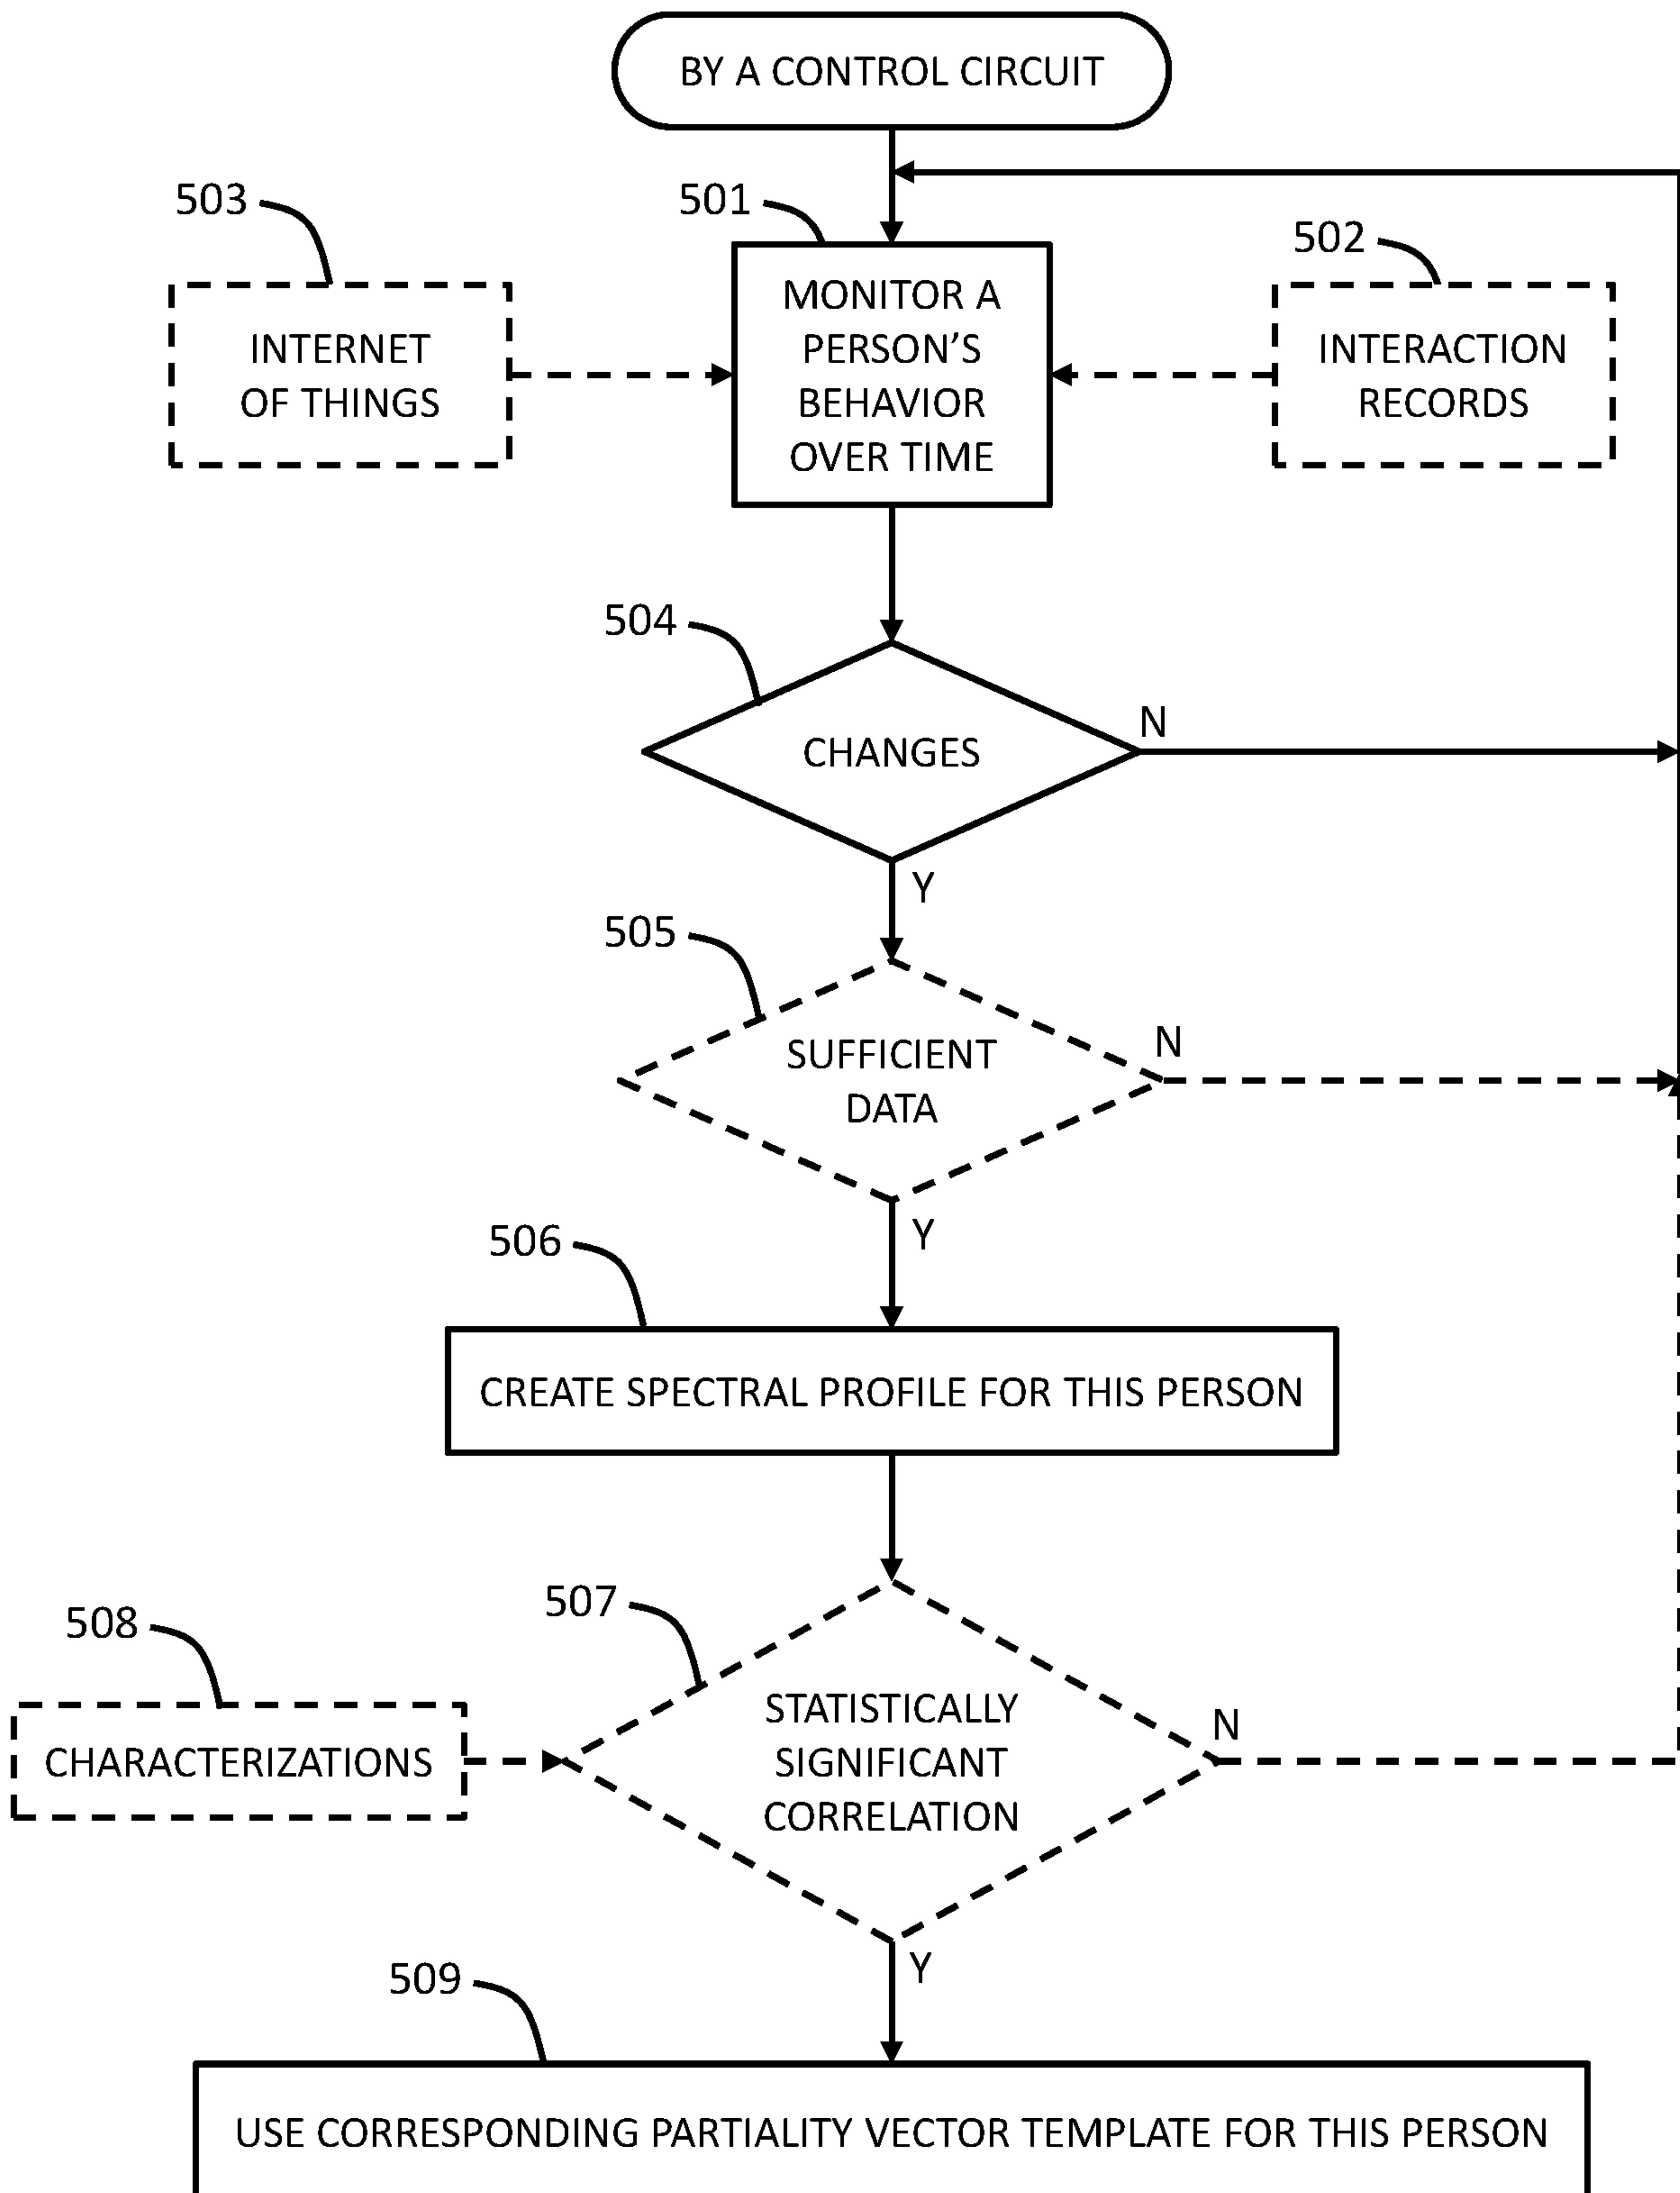 BY A CONTROL CIRCUIT
503
501
502
MONITOR A
PERSON'S
BEHAVIOR
OVER TIME
INTERNET
OF THINGS
INTERACTION
RECORDS
504
CHANGES
N
Y
505
SUFFICIENT
DATA
N
Y
506
CREATE SPECTRAL PROFILE FOR THIS PERSON
507
508
STATISTICALLY
SIGNIFICANT
CORRELATION
CHARACTERIZATIONS
N
Y
509
USE CORRESPONDING PARTIALITY VECTOR TEMPLATE FOR THIS PERSON